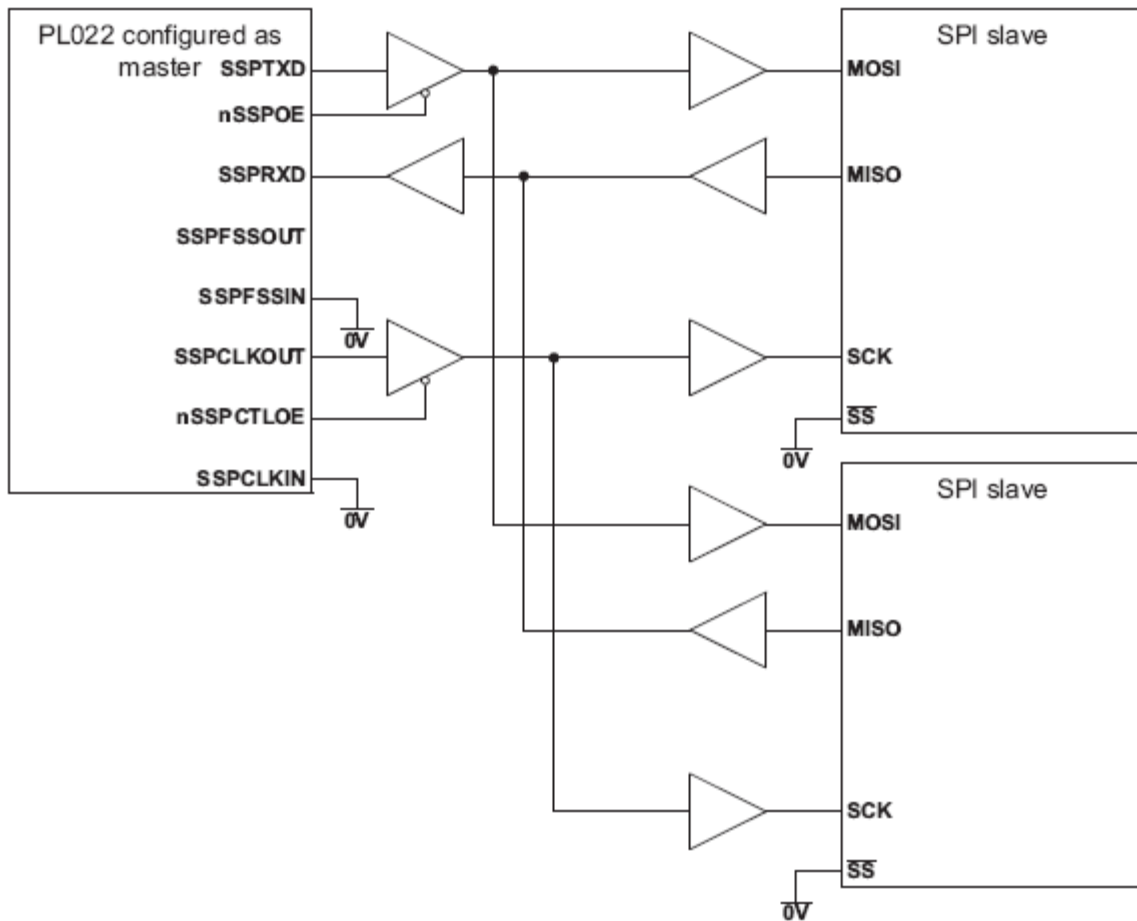 PL022 configured as
master SSPTXD
nSSPOE
SSPRXD
SSPFSSOUT
SSPFSSIN
0V
SSPCLKOUT
nSSPCTLOE
SSPCLKIN
0V
SPI slave
MOSI
MISO
SCK
SS
0V
SPI slave
MOSI
MISO
SCK
SS
0V